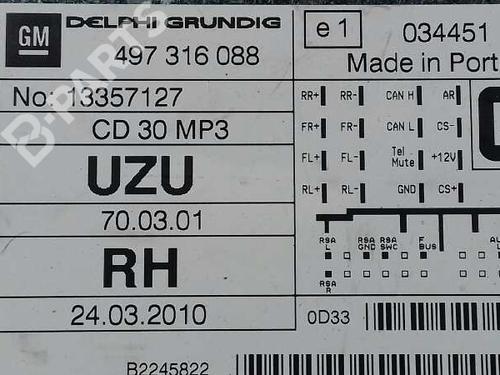 GM DELPHI GRUNDIG
497 316 088
e 1
034451
Made in Port
No: 13357127
CD 30 MP3
UZU
70.03.01
RH
24.03.2010
RR+ RR- CAN H AR
FR+ FR- CAN L CS-
FL+ FL- Tel Mute +12V
RL+ RL- GND CS+
RSA L RSA GND RSA SWC F BUS
RSA R
0D33
B2245822
B-PARTS